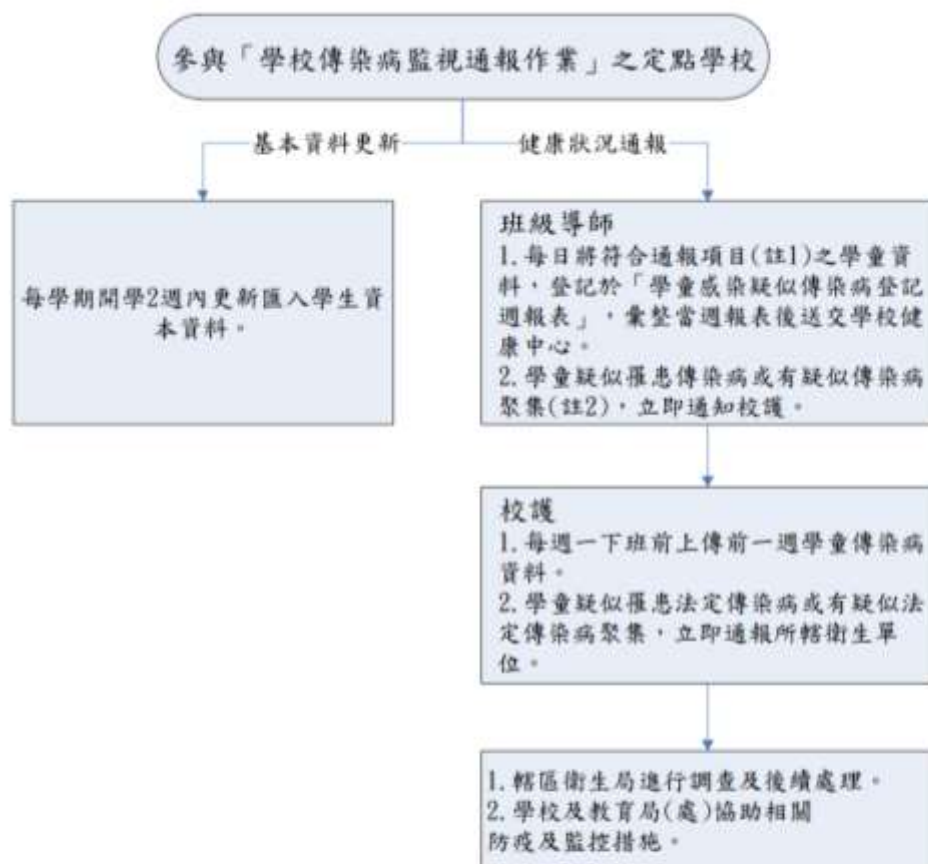 參與「學校傳染病監視通報作業」之定點學校
基本資料更新
健康狀況通報
每學期開學2週內更新匯入學生資
本資料。
班級導師
1.每日將符合通報項目(註1)之學童資
料，登記於「學童感染疑似傳染病登記
週報表」，彙整當週報表後送交學校健
康中心。
2.學童疑似罹患傳染病或有疑似傳染病
聚集(註2)，立即通知校護。
校護
1.每週一下班前上傳前一週學童傳染病
資料。
2.學童疑似罹患法定傳染病或有疑似法
定傳染病聚集，立即通報所轄衛生單
位。
1.轄區衛生局進行調查及後續處理。
2.學校及教育局(處)協助相關
防疫及監控措施。